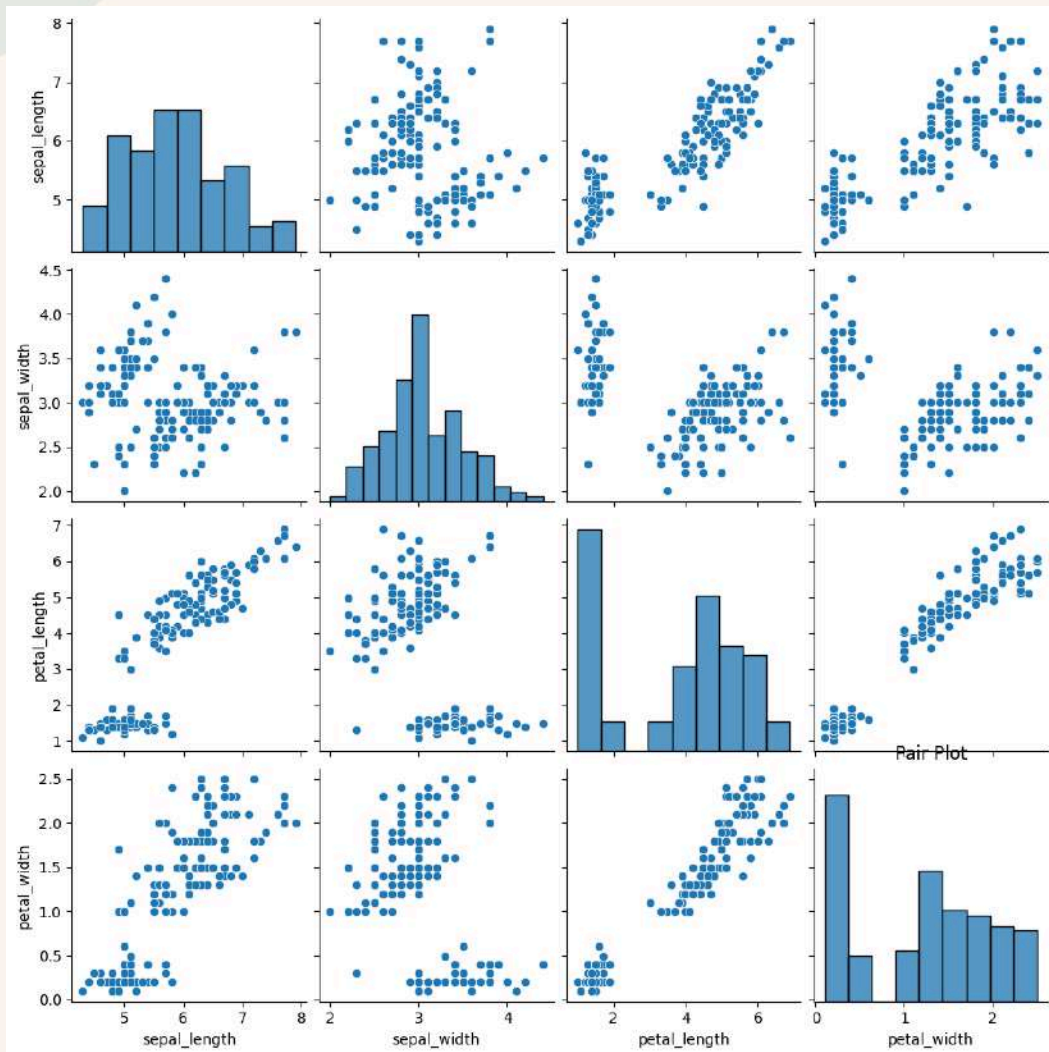 8
7
6
5
sepal_length
4.5
4.0
3.5
3.0
2.5
2.0
sepal_width
7
6
5
4
3
2
1
petal_length
Pair Plot
2.5
2.0
1.5
1.0
0.5
0.0
petal_width
5 6 7 8
2 3 4
2 4 6
0 1 2
sepal_length
sepal_width
petal_length
petal_width